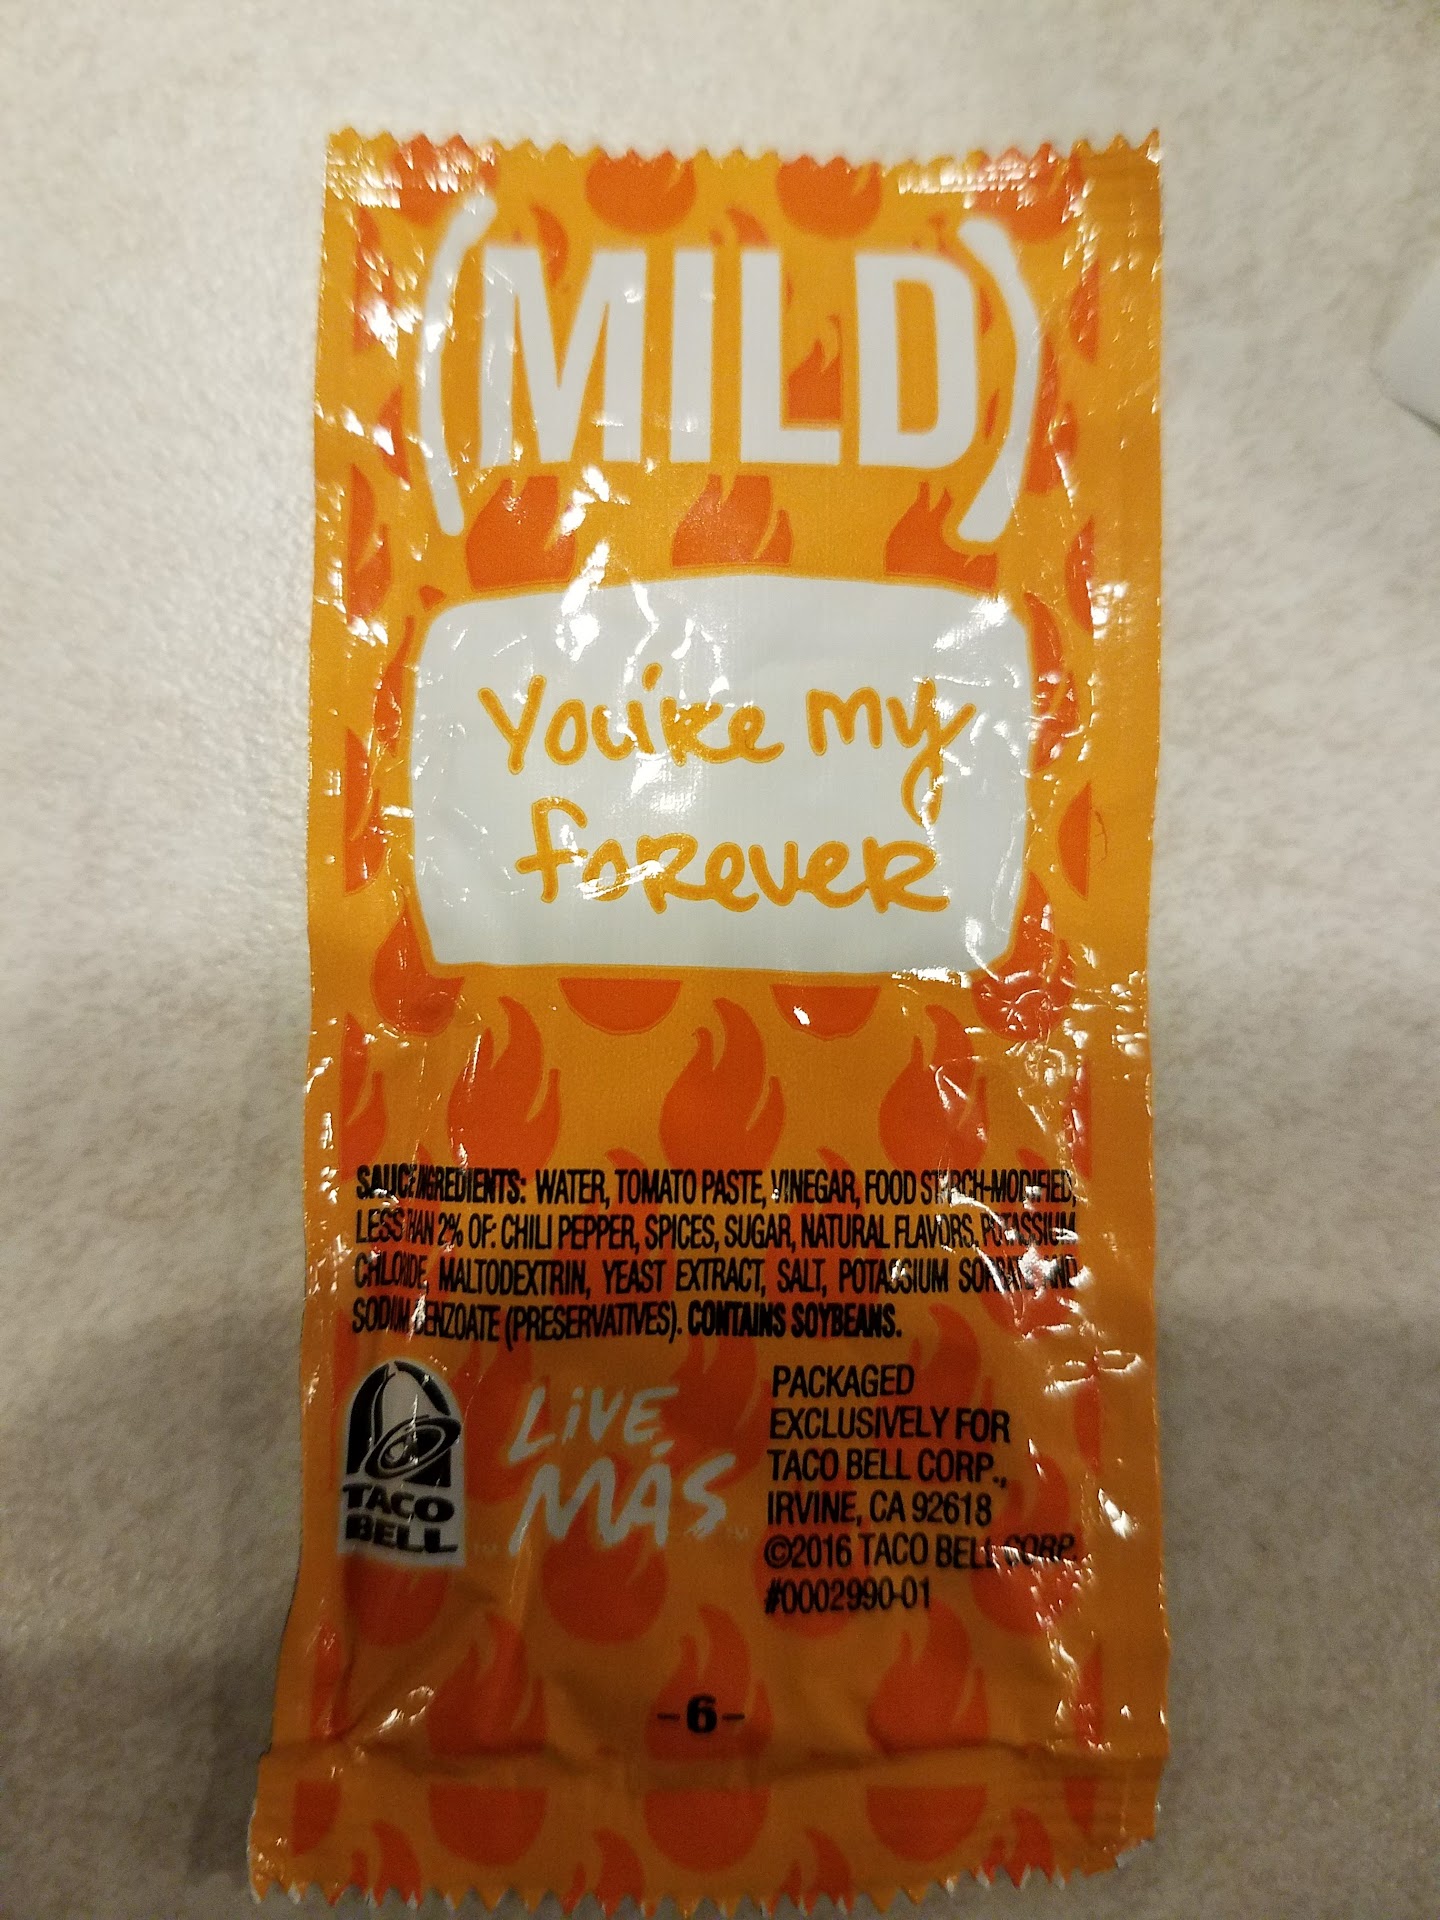 (MILD)
You're my
forever
SAUCE INGREDIENTS: WATER, TOMATO PASTE, VINEGAR, FOOD STARCH-MODIFIED,
LESS THAN 2% OF: CHILI PEPPER, SPICES, SUGAR, NATURAL FLAVORS, POTASSIUM
CHLORIDE, MALTODEXTRIN, YEAST EXTRACT, SALT, POTASSIUM SORBATE AND
SODIUM BENZOATE (PRESERVATIVES). CONTAINS SOYBEANS.
TACO
BELL™
LIVE
MÁS™
PACKAGED
EXCLUSIVELY FOR
TACO BELL CORP.,
IRVINE, CA 92618
©2016 TACO BELL CORP.
#0002990-01
-6-